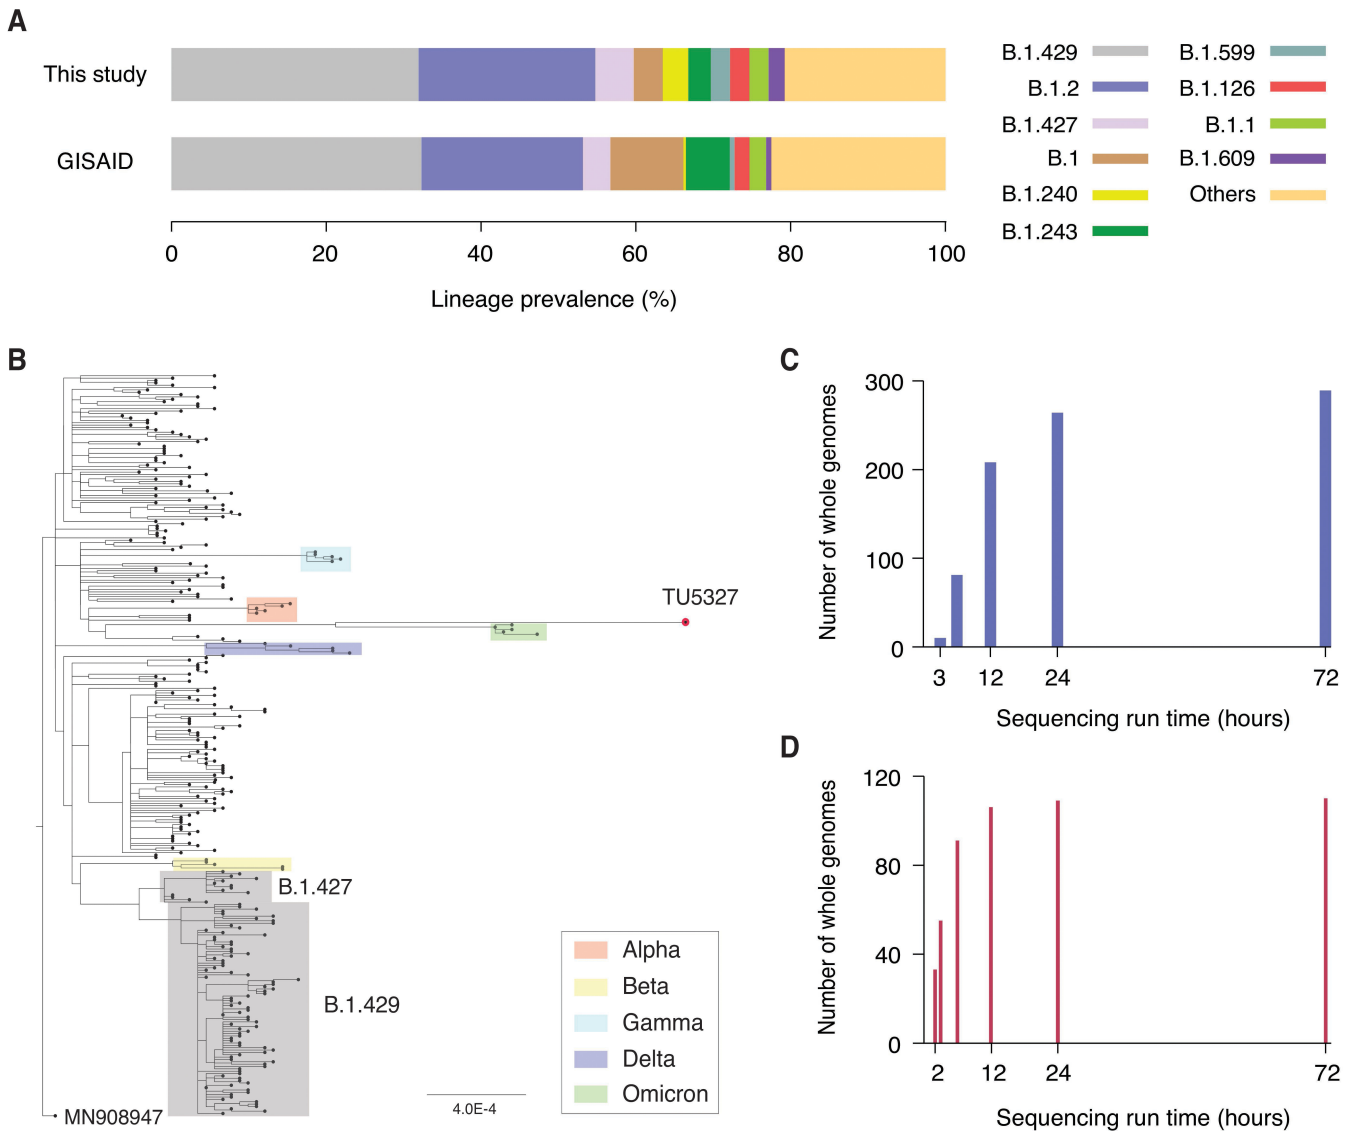 A
This study
GISAID
0 20 40 60 80 100
Lineage prevalence (%)
B.1.429
B.1.2
B.1.427
B.1
B.1.240
B.1.243
B.1.599
B.1.126
B.1.1
B.1.609
Others
B
TU5327
B.1.427
B.1.429
MN908947
4.0E-4
Alpha
Beta
Gamma
Delta
Omicron
C
Number of whole genomes
300
200
100
0
3 12 24 72
Sequencing run time (hours)
D
Number of whole genomes
120
80
40
0
2 12 24 72
Sequencing run time (hours)